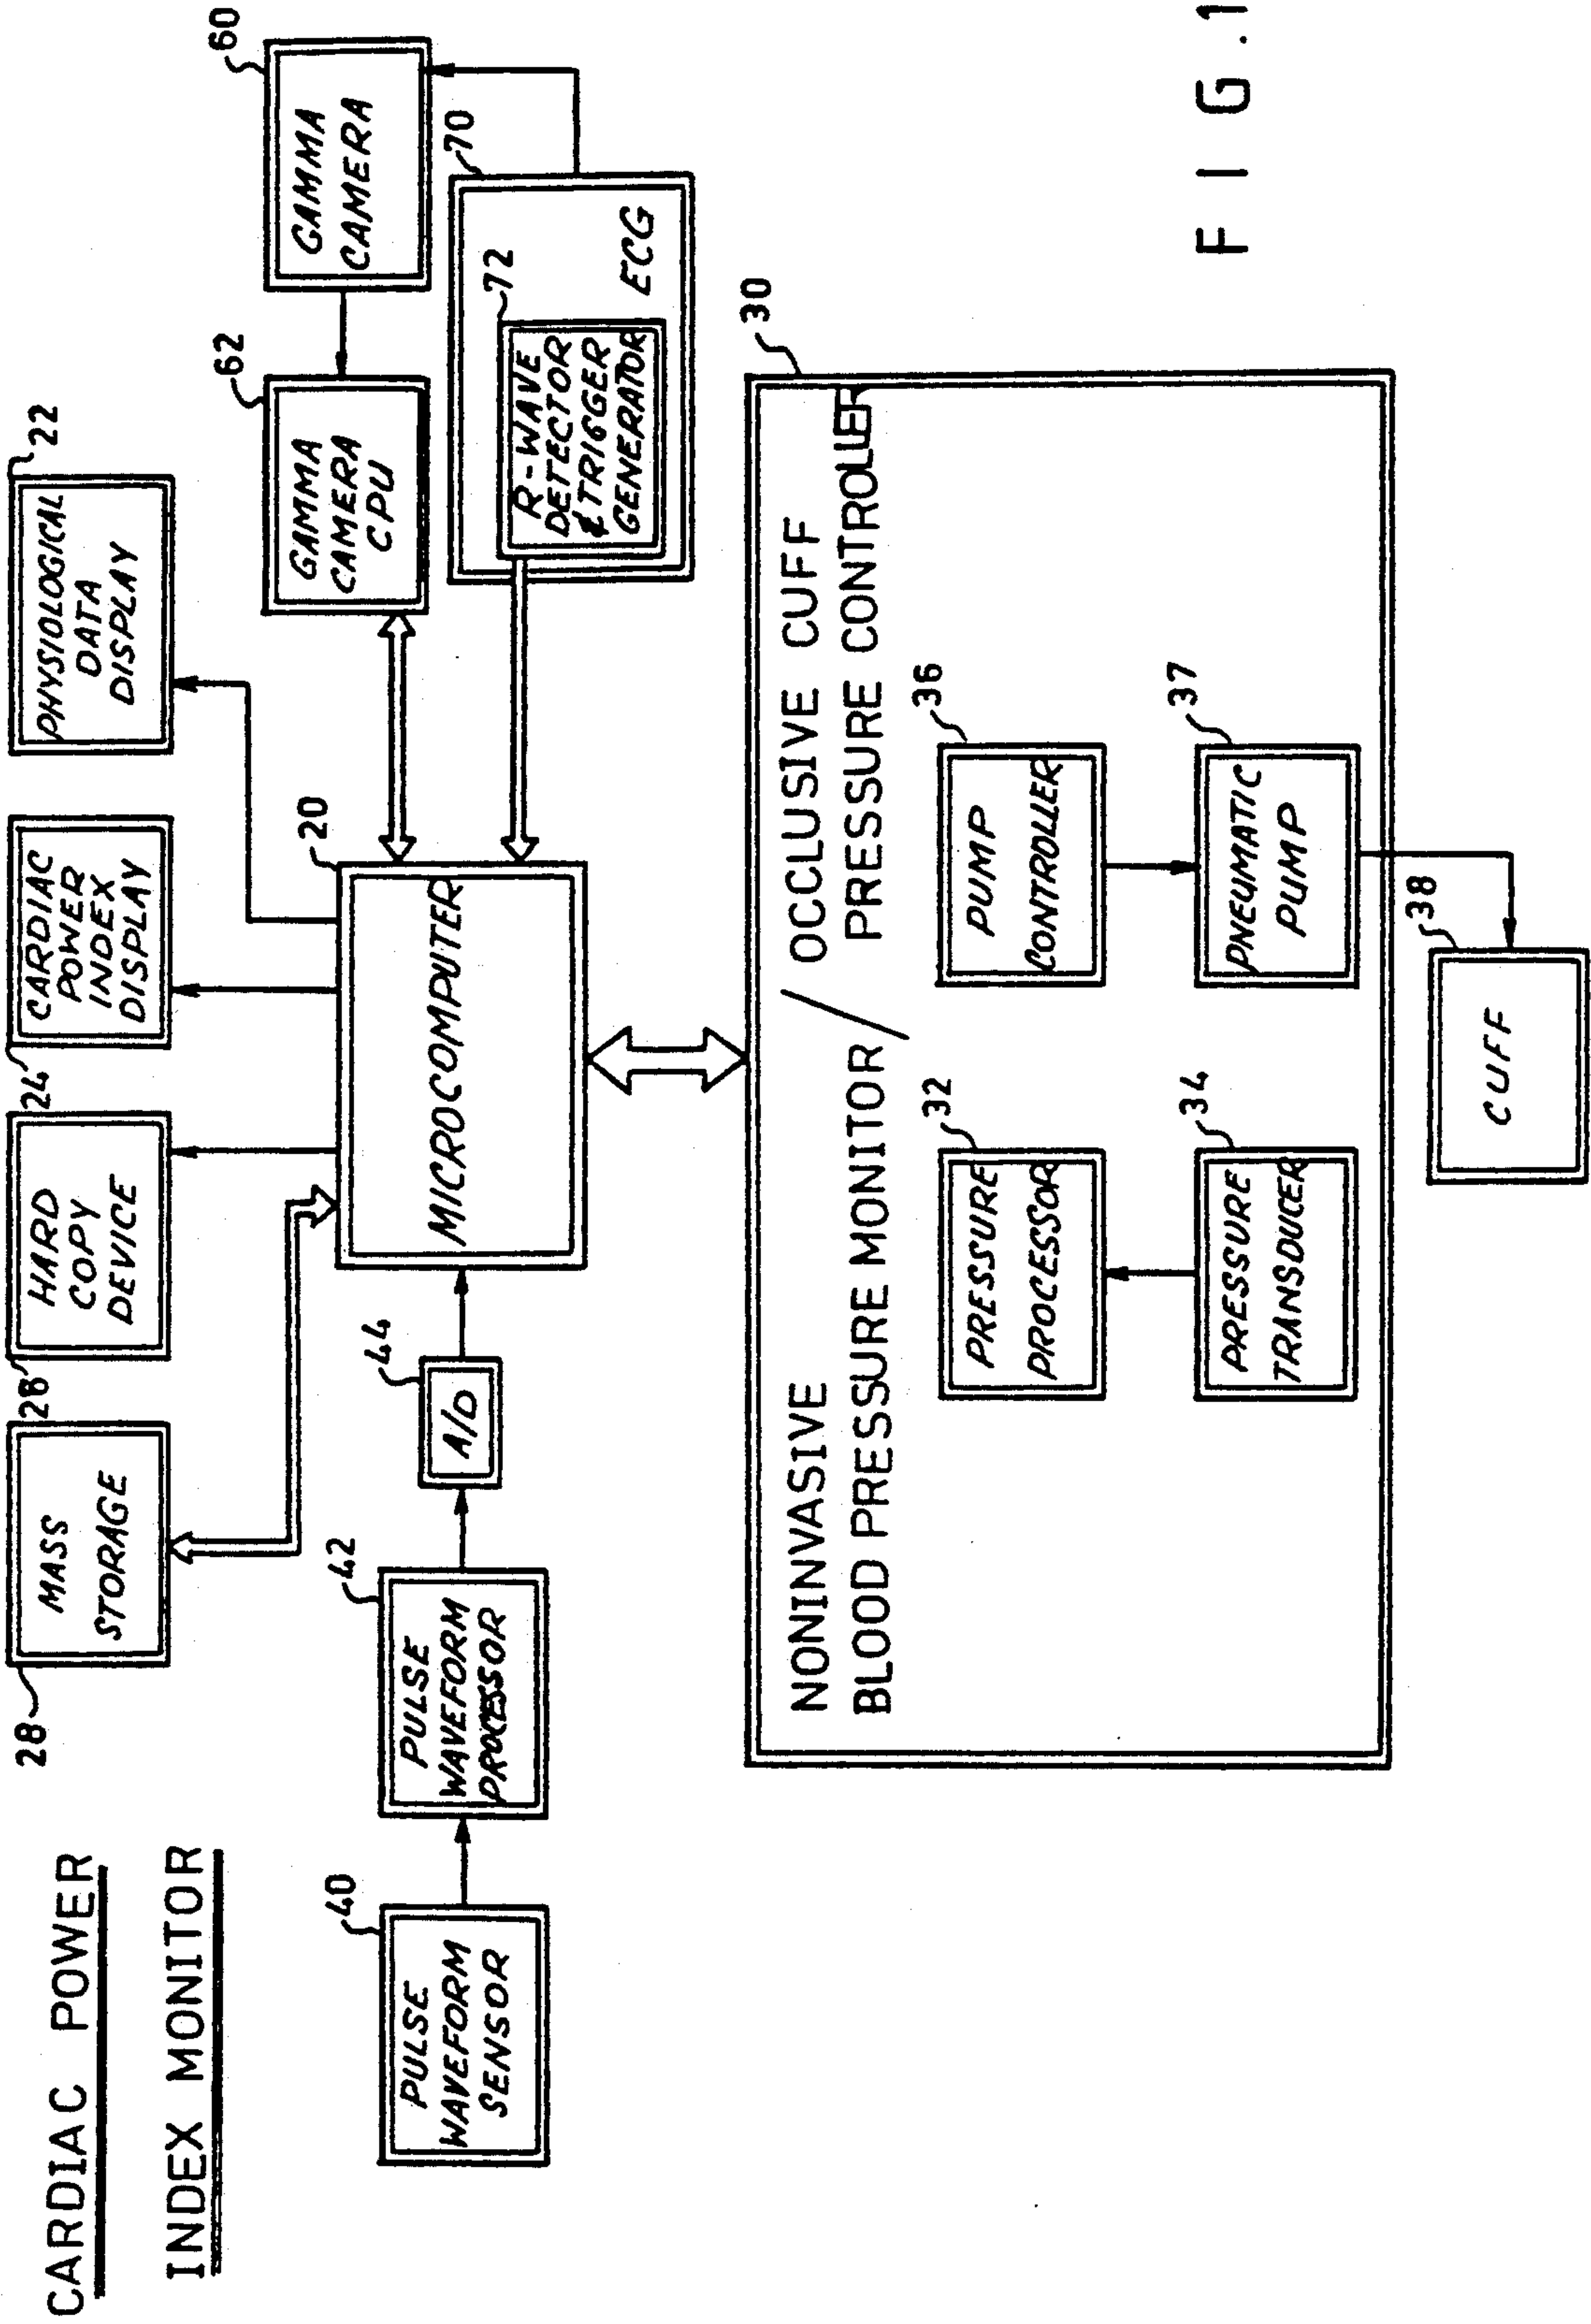 CARDIAC POWER
INDEX MONITOR
28
MASS
STORAGE
26
HARD
COPY
DEVICE
24
CARDIAC
POWER
INDEX
DISPLAY
22
PHYSIOLOGICAL
DATA
DISPLAY
40
PULSE
WAVEFORM
SENSOR
42
PULSE
WAVEFORM
PROCESSOR
44
A/D
20
MICROCOMPUTER
62
GAMMA
CAMERA
CPU
60
GAMMA
CAMERA
70
72
R-WAVE
DETECTOR
& TRIGGER
GENERATOR
ECG
30
NONINVASIVE
BLOOD PRESSURE MONITOR
/
OCCLUSIVE CUFF
PRESSURE CONTROLLER
32
PRESSURE
PROCESSOR
36
PUMP
CONTROLLER
34
PRESSURE
TRANSDUCER
37
PNEUMATIC
PUMP
38
CUFF
FIG.1